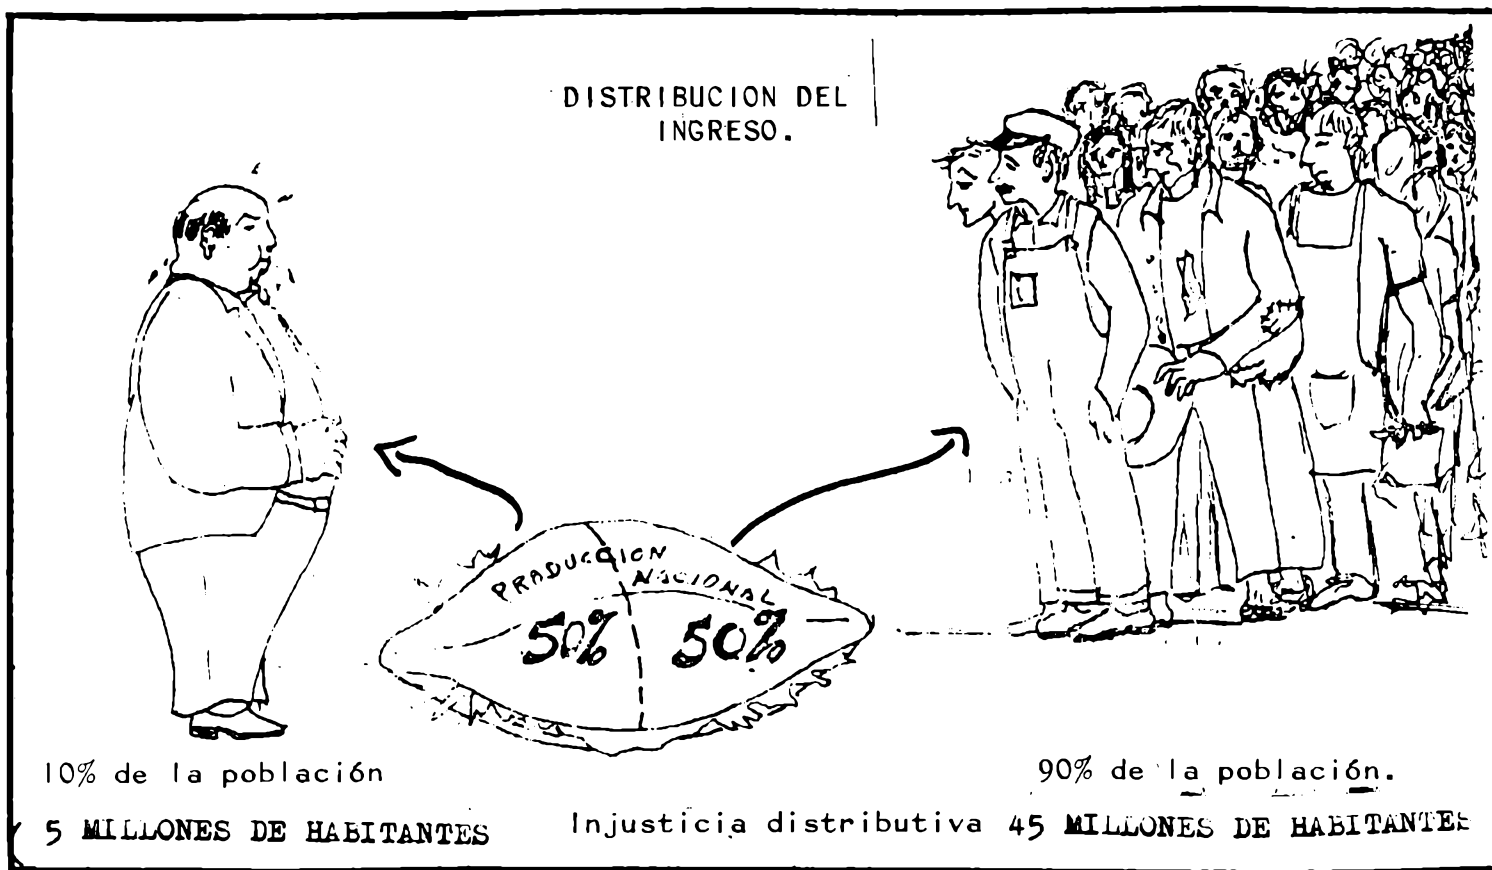 DISTRIBUCION DEL
INGRESO.
PRADUCCION
NACIONAL
50% 50%
10% de la población
90% de la población.
5 MILLONES DE HABITANTES
Injusticia distributiva
45 MILLONES DE HABITANTES